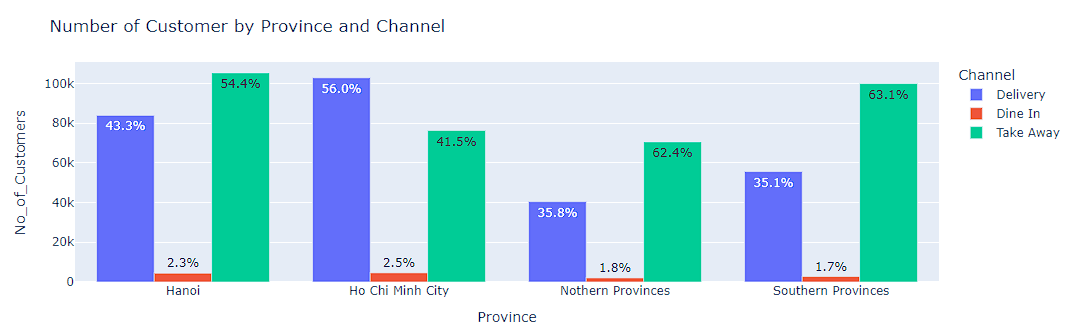 Number of Customer by Province and Channel
No_of_Customers
100k
80k
60k
40k
20k
0
43.3%
2.3%
54.4%
56.0%
2.5%
41.5%
35.8%
1.8%
62.4%
35.1%
1.7%
63.1%
Hanoi
Ho Chi Minh City
Nothern Provinces
Southern Provinces
Province
Channel
Delivery
Dine In
Take Away